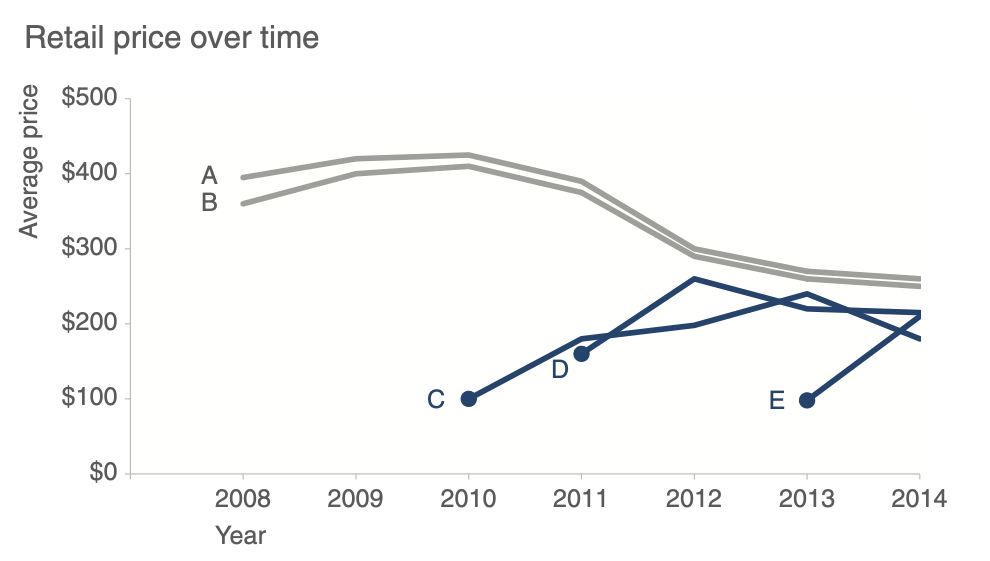 Retail price over time
Average price
$500
$400
$300
$200
$100
$0
A
B
C
D
E
2008 2009 2010 2011 2012 2013 2014
Year